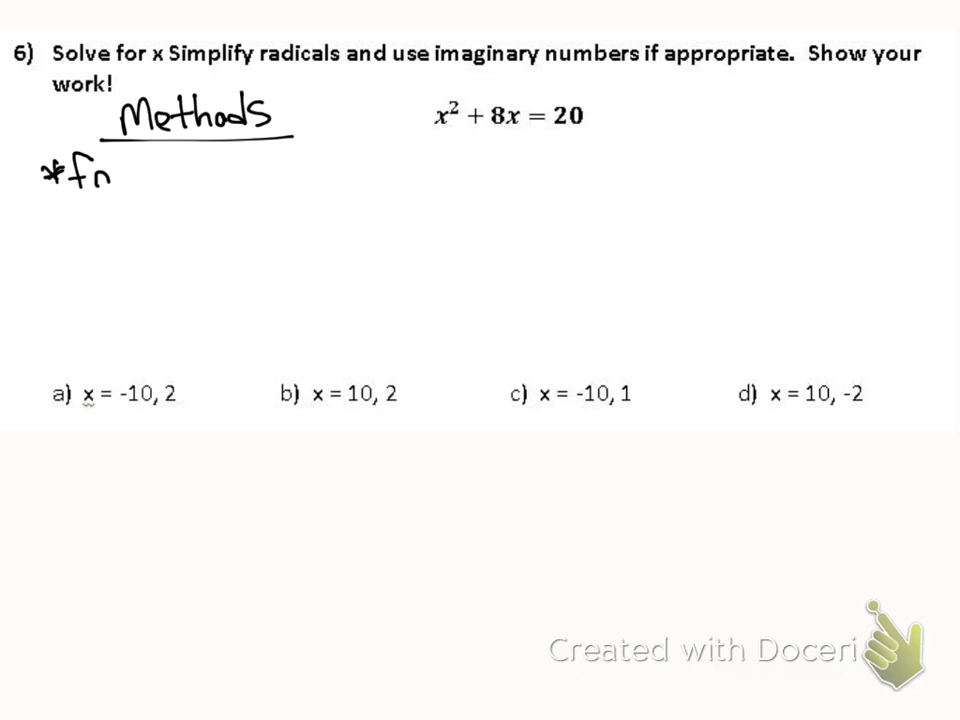 6) Solve for x Simplify radicals and use imaginary numbers if appropriate. Show your
work!
Methods
x² + 8x = 20
*
a) x = -10, 2 b) x = 10, 2 c) x = -10, 1 d) x = 10, -2
Created with Doceri